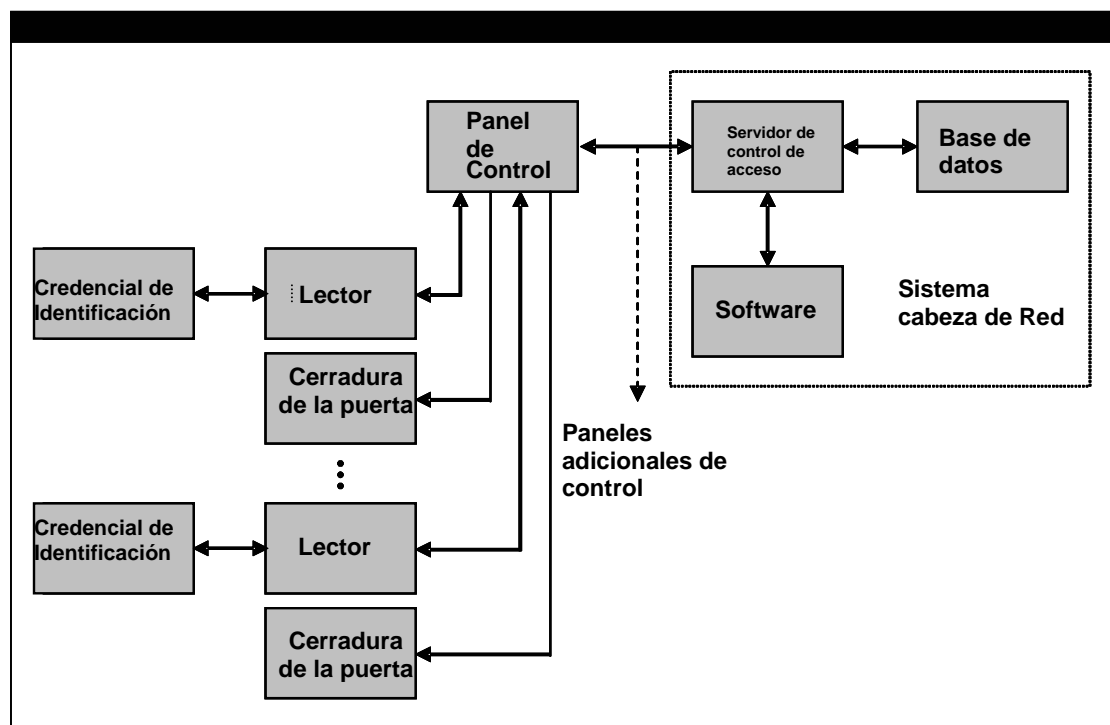 Panel
de
Control
Servidor de
control de
acceso
Base de
datos
Credencial de
Identificación
Lector
Software
Sistema
cabeza de Red
Cerradura
de la puerta
Paneles
adicionales de
control
Credencial de
Identificación
Lector
Cerradura
de la puerta